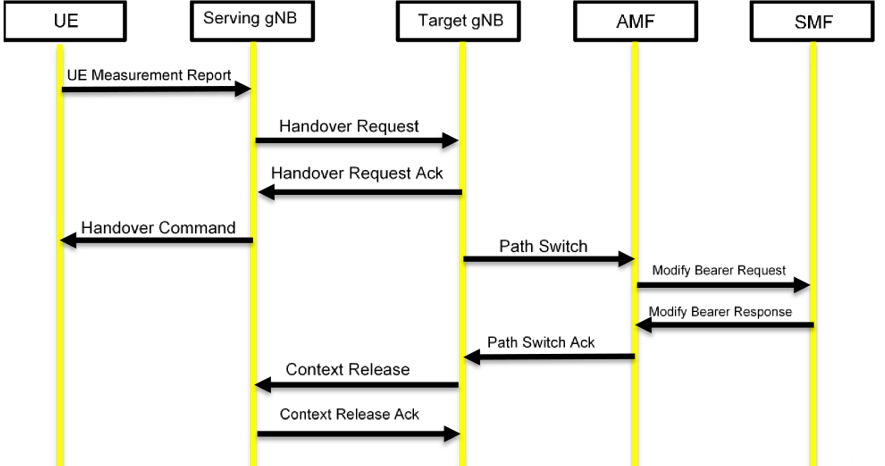 UE
Serving gNB
Target gNB
AMF
SMF
UE Measurement Report
Handover Request
Handover Request Ack
Handover Command
Path Switch
Modify Bearer Request
Modify Bearer Response
Path Switch Ack
Context Release
Context Release Ack